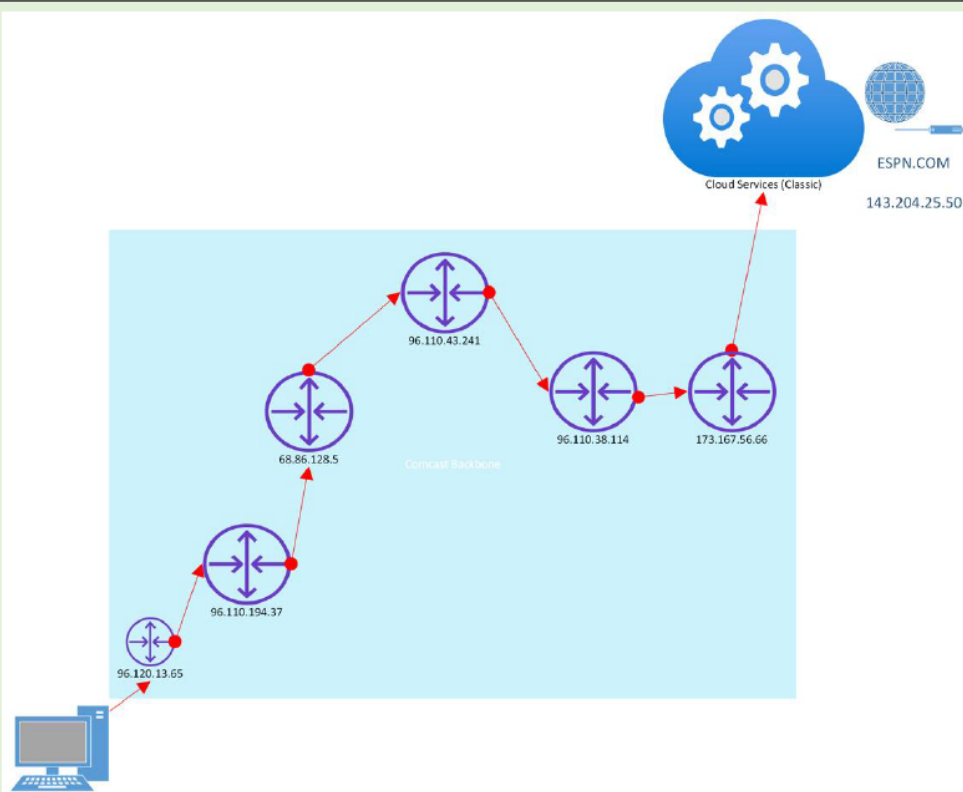 Cloud Services (Classic)
ESPN.COM
143.204.25.50
96.110.43.241
96.110.38.114
173.167.56.66
68.86.128.5
Comcast Backbone
96.110.194.37
96.120.13.65